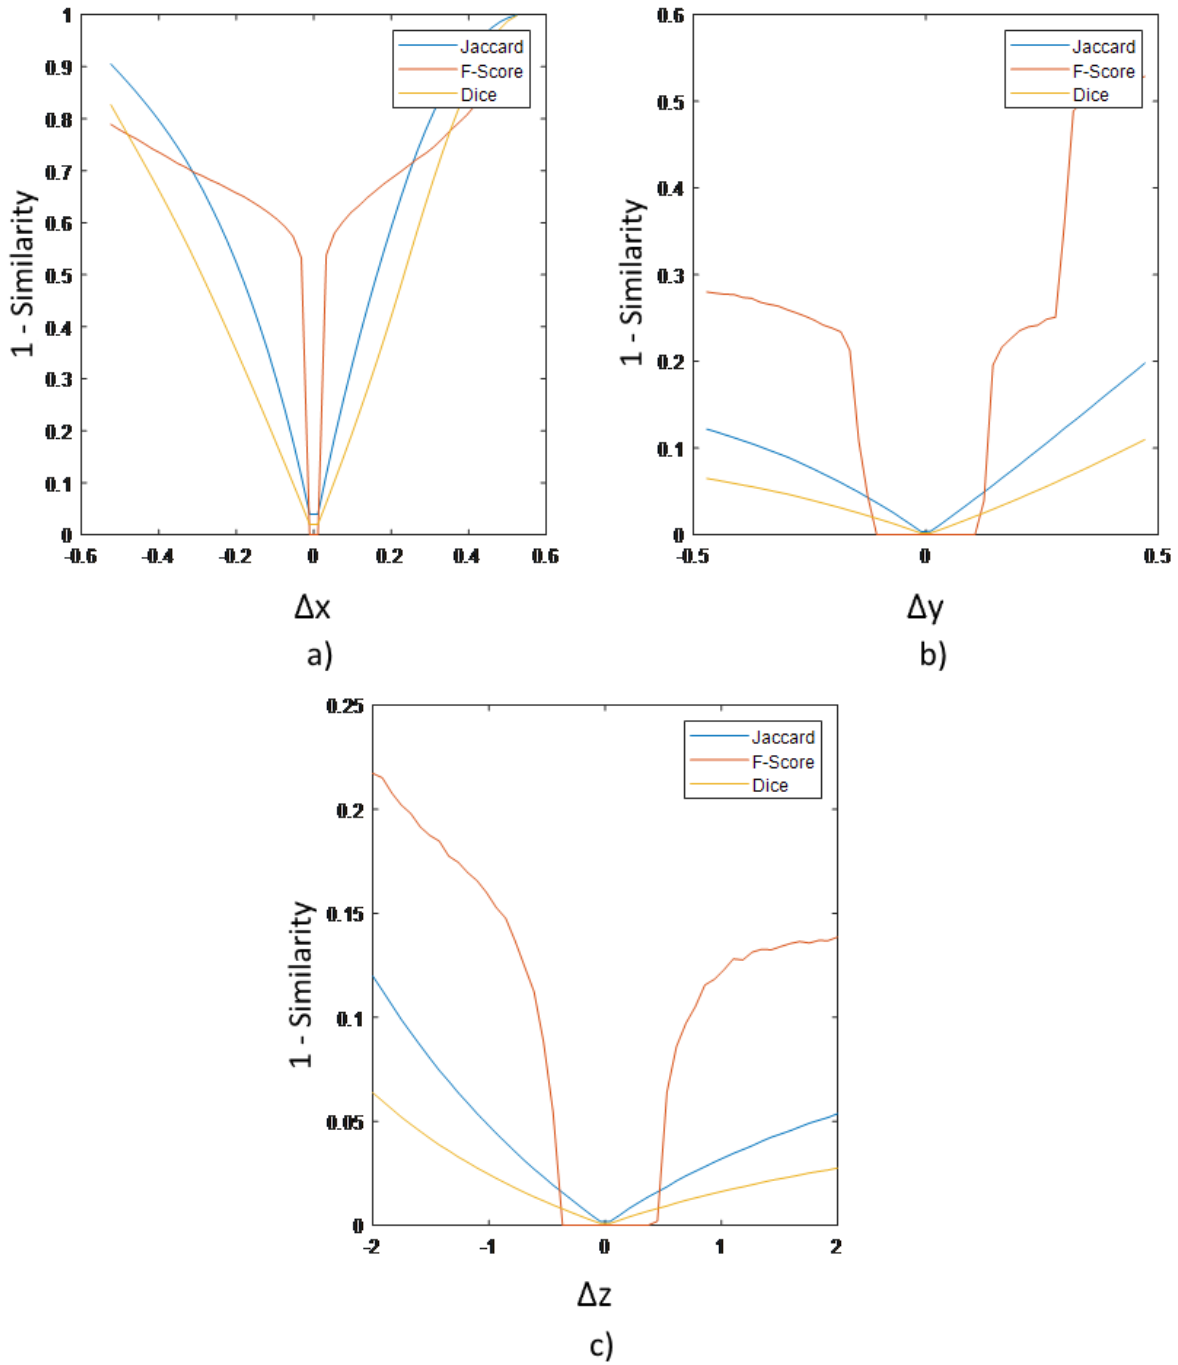 1
0.9
0.8
0.7
0.6
0.5
0.4
0.3
0.2
0.1
0
-0.6 -0.4 -0.2 0 0.2 0.4 0.6
1 - Similarity
Jaccard
F-Score
Dice
Δx
a)
0.6
0.5
0.4
0.3
0.2
0.1
0
-0.5 0 0.5
1 - Similarity
Jaccard
F-Score
Dice
Δy
b)
0.25
0.2
0.15
0.1
0.05
0
-2 -1 0 1 2
1 - Similarity
Jaccard
F-Score
Dice
Δz
c)